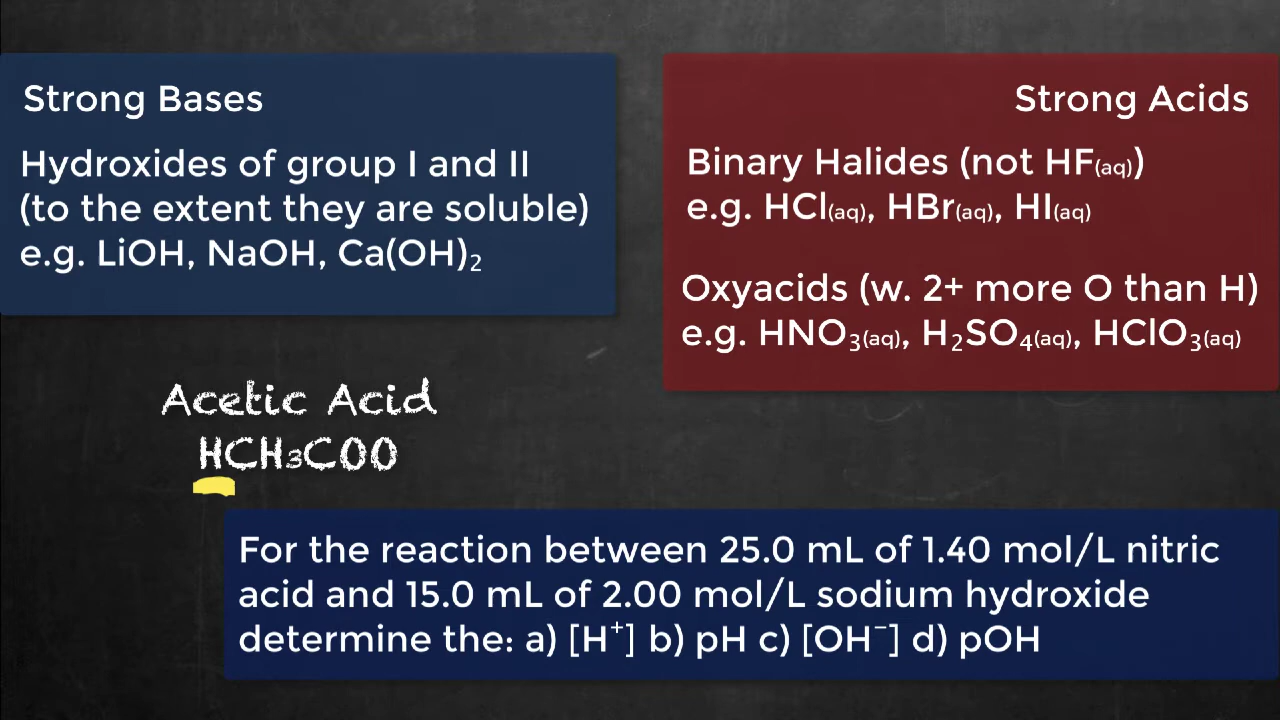 Strong Bases
Hydroxides of group I and II
(to the extent they are soluble)
e.g. LiOH, NaOH, Ca(OH)₂
Strong Acids
Binary Halides (not HF(aq))
e.g. HCl(aq), HBr(aq), HI(aq)
Oxyacids (w. 2+ more O than H)
e.g. HNO₃(aq), H₂SO₄(aq), HClO₃(aq)
Acetic Acid
HCH₃COO
For the reaction between 25.0 mL of 1.40 mol/L nitric
acid and 15.0 mL of 2.00 mol/L sodium hydroxide
determine the: a) [H⁺] b) pH c) [OH⁻] d) pOH